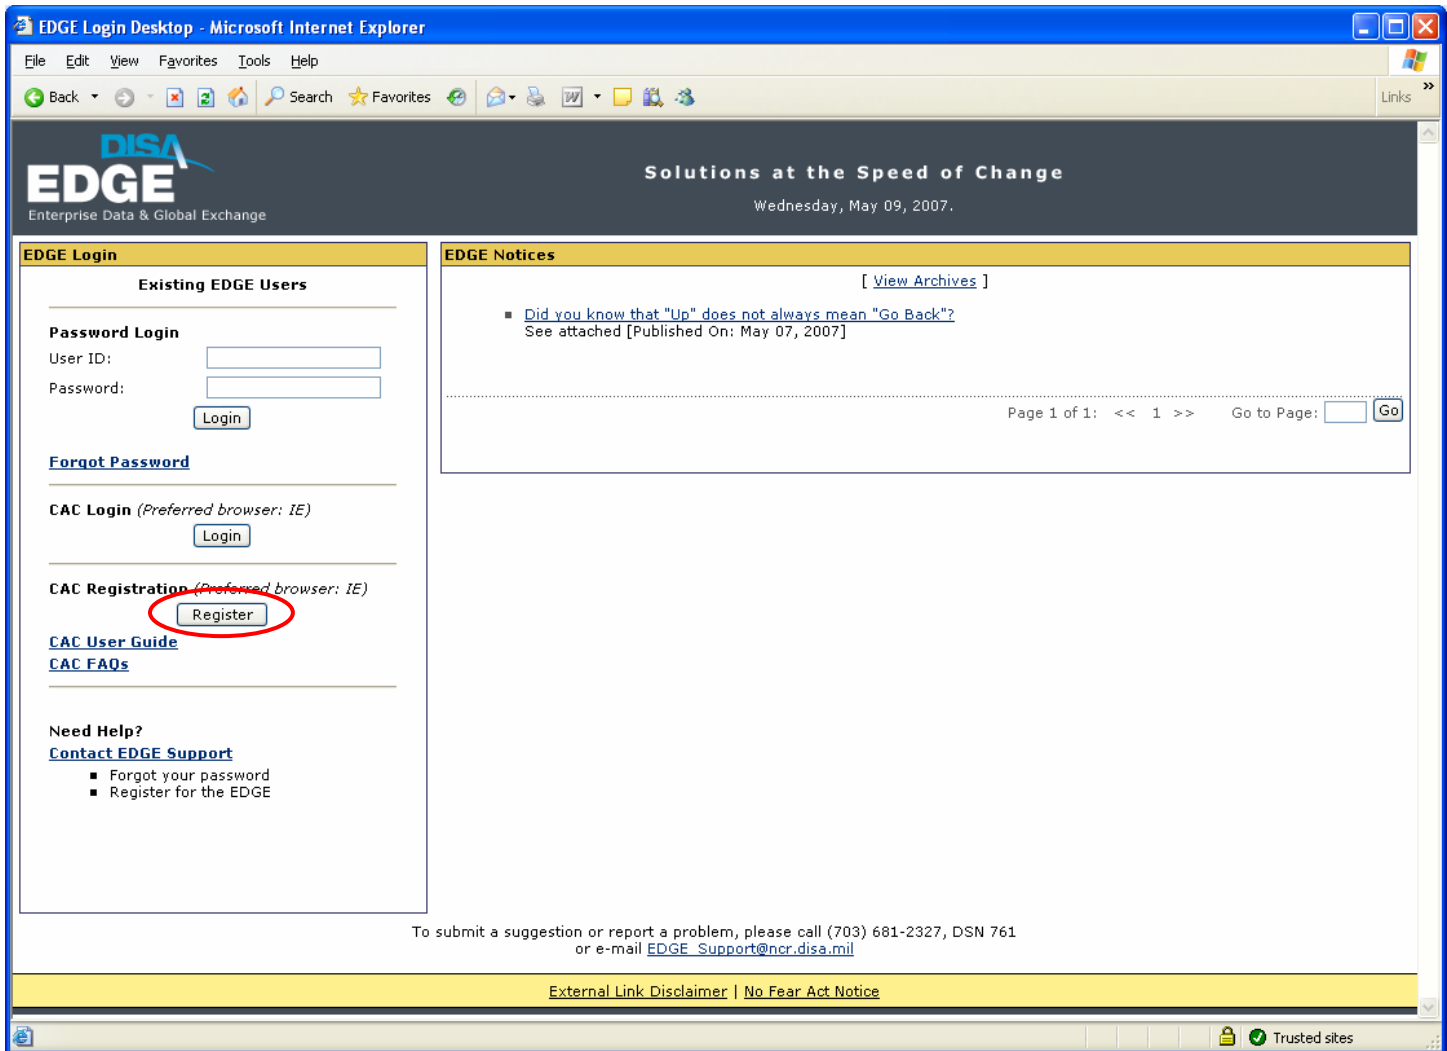 EDGE Login Desktop - Microsoft Internet Explorer
File Edit View Favorites Tools Help
Back Search Favorites Links »
DISA
EDGE
Enterprise Data & Global Exchange
Solutions at the Speed of Change
Wednesday, May 09, 2007.
EDGE Login
Existing EDGE Users
Password Login
User ID:
Password:
Login
Forgot Password
CAC Login (Preferred browser: IE)
Login
CAC Registration (Preferred browser: IE)
Register
CAC User Guide
CAC FAQs
Need Help?
Contact EDGE Support
Forgot your password
Register for the EDGE
EDGE Notices
[ View Archives ]
Did you know that "Up" does not always mean "Go Back"?
See attached [Published On: May 07, 2007]
Page 1 of 1: << 1 >> Go to Page: Go
To submit a suggestion or report a problem, please call (703) 681-2327, DSN 761
or e-mail EDGE_Support@ncr.disa.mil
External Link Disclaimer | No Fear Act Notice
Trusted sites